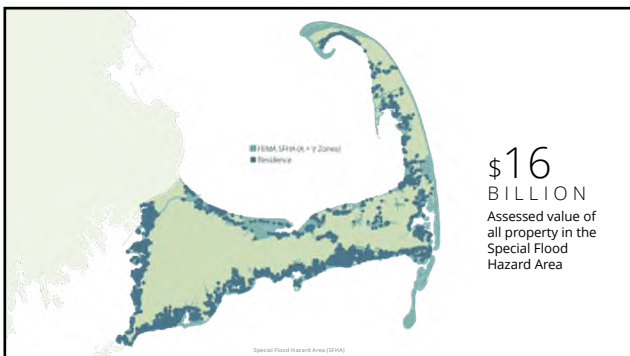 FEMA SFHA (A + V Zones)
Residence
$16
BILLION
Assessed value of
all property in the
Special Flood
Hazard Area
Special Flood Hazard Area (SFHA)